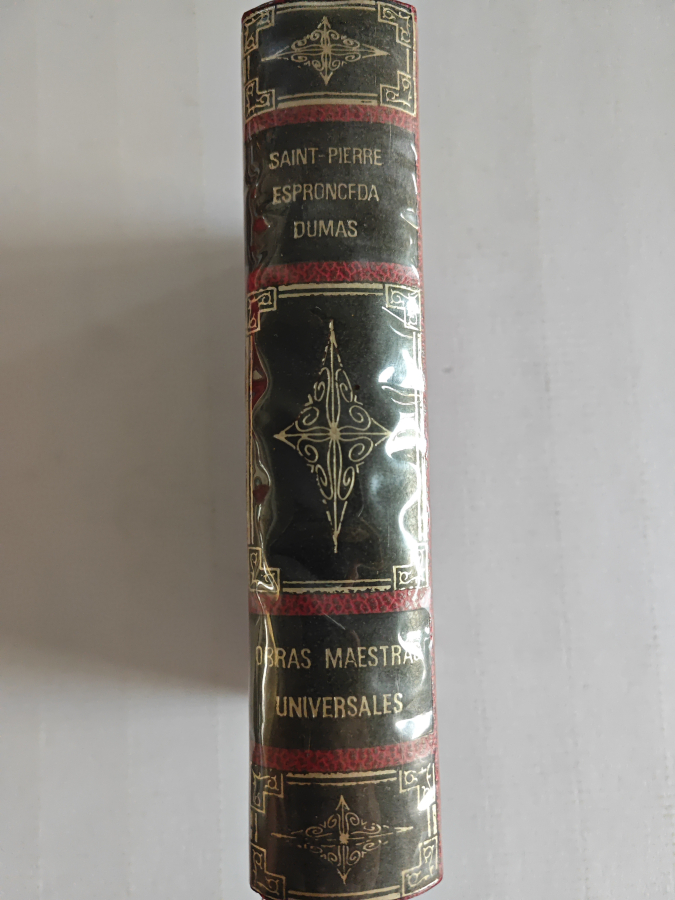 SAINT-PIERRE
ESPRONCEDA
DUMAS
OBRAS MAESTRAS
UNIVERSALES